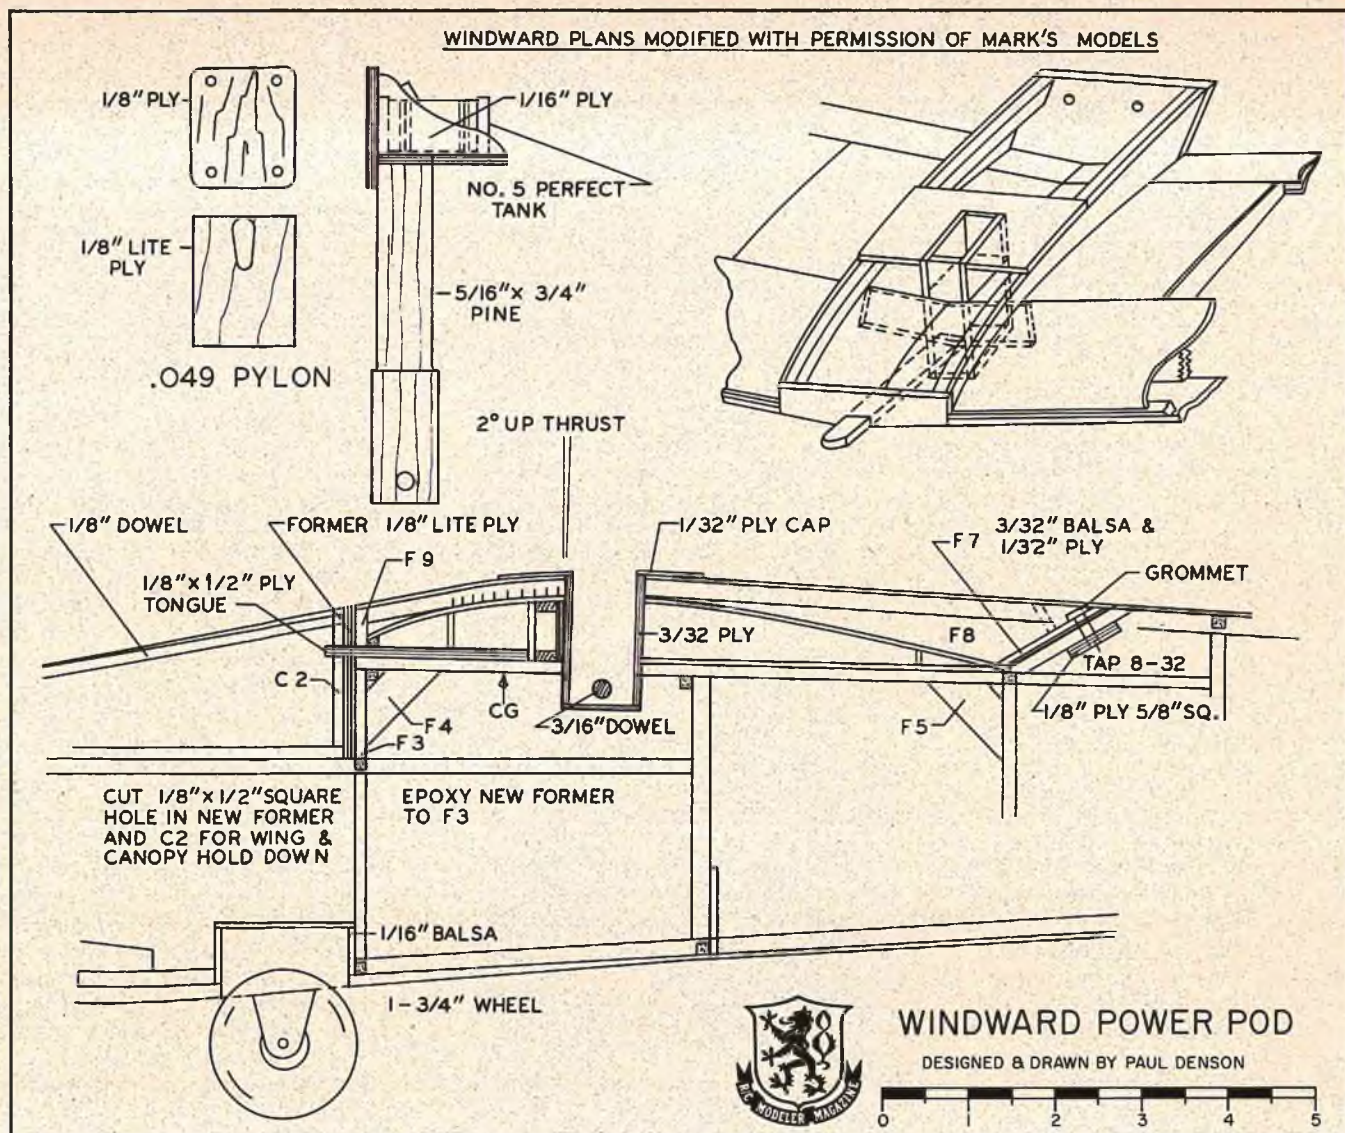 WINDWARD PLANS MODIFIED WITH PERMISSION OF MARK'S MODELS
1/8" PLY
1/16" PLY
NO. 5 PERFECT
TANK
1/8" LITE
PLY
5/16" x 3/4"
PINE
.049 PYLON
2° UP THRUST
1/8" DOWEL
FORMER 1/8" LITE PLY
1/32" PLY CAP
F7
3/32" BALSA &
1/32" PLY
F9
GROMMET
1/8" x 1/2" PLY
TONGUE
3/32 PLY
F8
TAP 8-32
C2
CG
F4
3/16" DOWEL
F5
1/8" PLY 5/8" SQ.
F3
CUT 1/8" x 1/2" SQUARE
HOLE IN NEW FORMER
AND C2 FOR WING &
CANOPY HOLD DOWN
EPOXY NEW FORMER
TO F3
1/16" BALSA
1-3/4" WHEEL
R/C MODELER MAGAZINE
WINDWARD POWER POD
DESIGNED & DRAWN BY PAUL DENSON
0 1 2 3 4 5